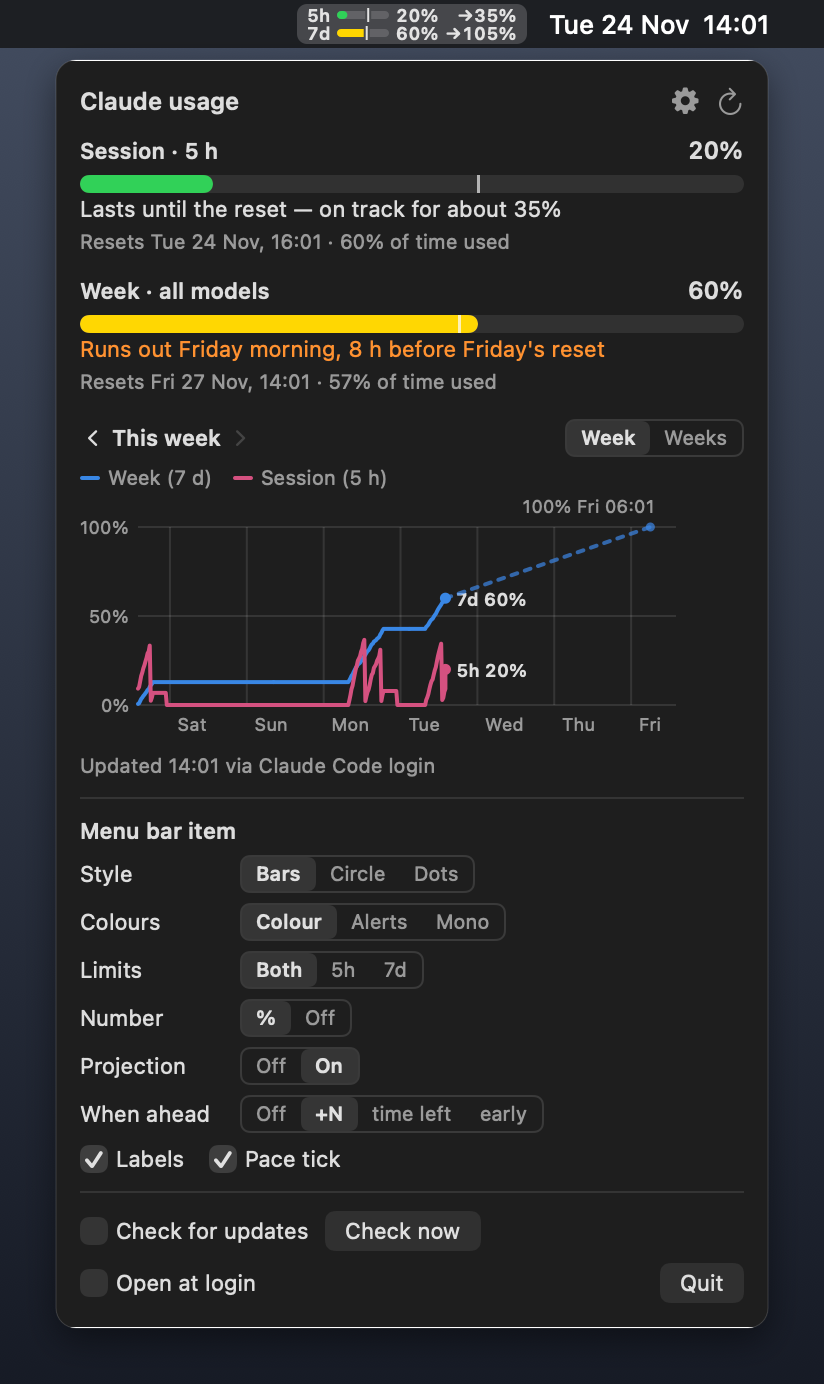 5h 20% →35%
7d 60% →105%
Tue 24 Nov 14:01
Claude usage
Session · 5 h 20%
Lasts until the reset — on track for about 35%
Resets Tue 24 Nov, 16:01 · 60% of time used
Week · all models 60%
Runs out Friday morning, 8 h before Friday's reset
Resets Fri 27 Nov, 14:01 · 57% of time used
This week Week Weeks
Week (7 d) Session (5 h)
100% Fri 06:01
100%
7d 60%
50%
5h 20%
0%
Sat Sun Mon Tue Wed Thu Fri
Updated 14:01 via Claude Code login
Menu bar item
Style Bars Circle Dots
Colours Colour Alerts Mono
Limits Both 5h 7d
Number % Off
Projection Off On
When ahead Off +N time left early
Labels Pace tick
Check for updates Check now
Open at login Quit